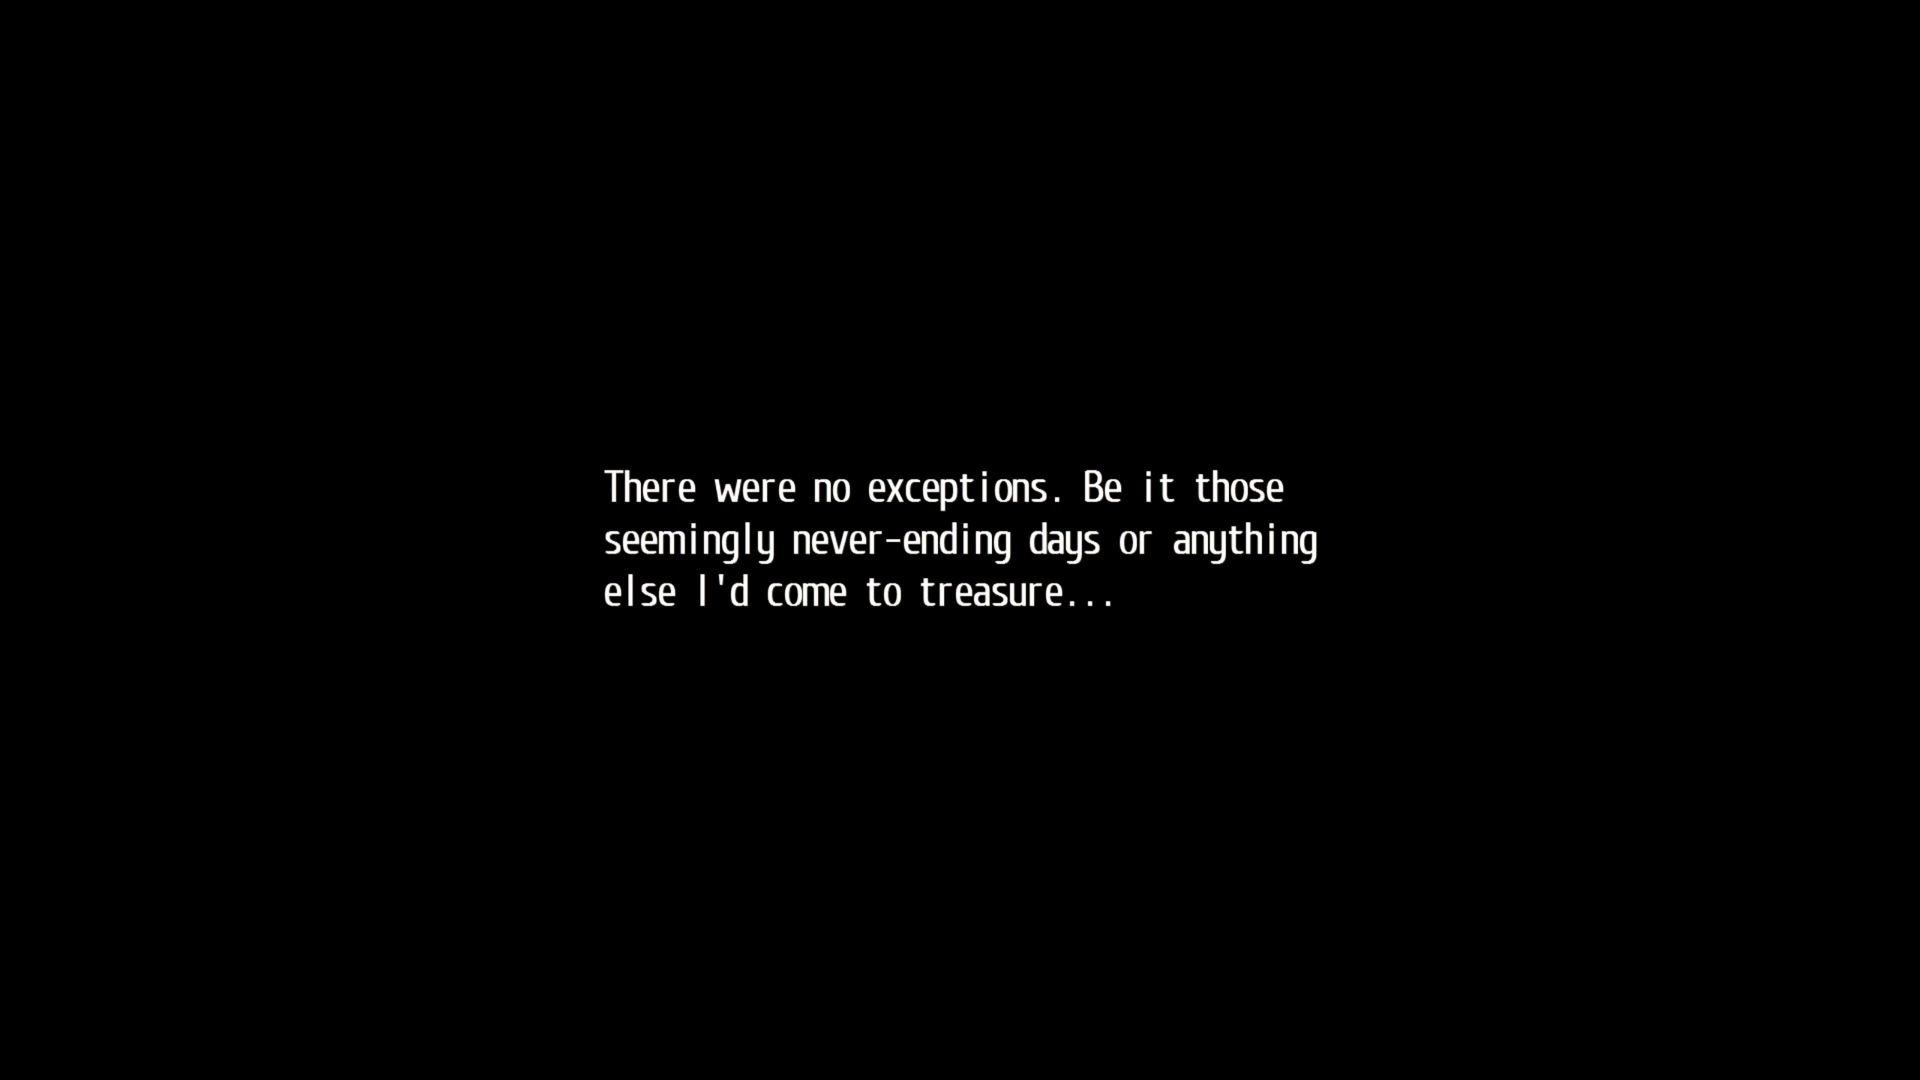 There were no exceptions. Be it those
seemingly never-ending days or anything
else I'd come to treasure...